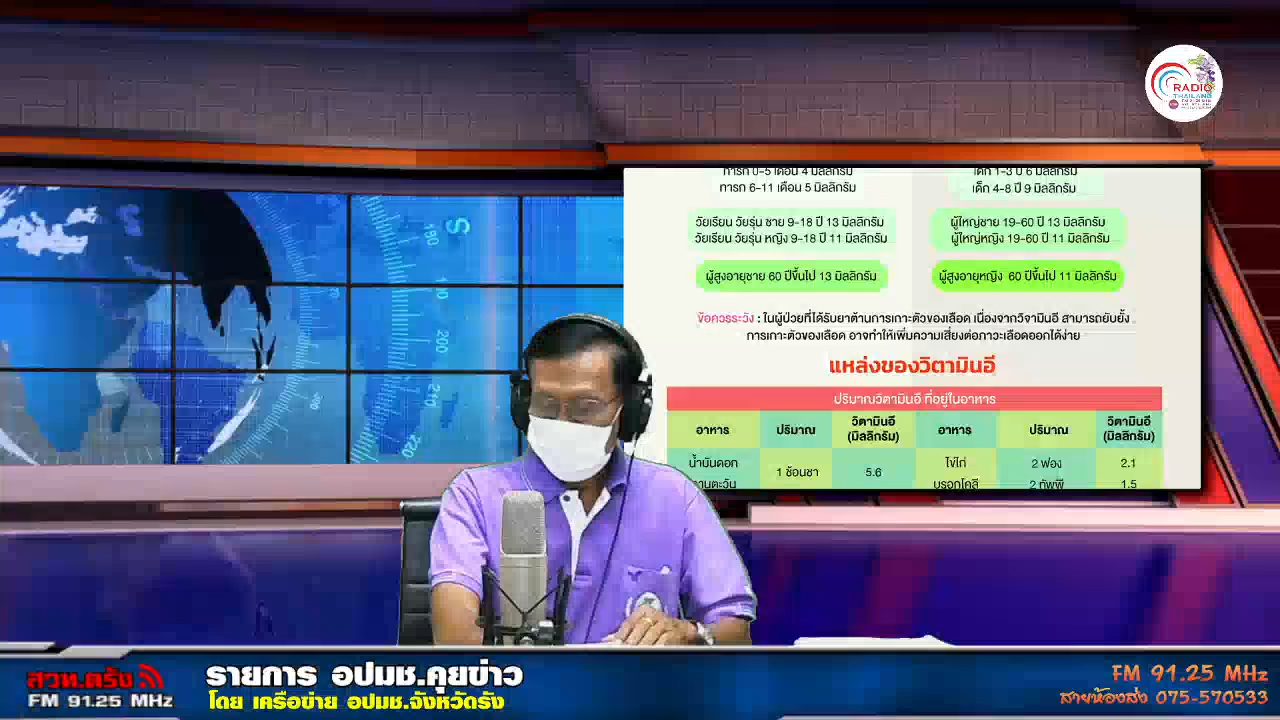 RADIO
THAILAND
ทารก 0-5 เดือน 4 มิลลิกรัม
ทารก 6-11 เดือน 5 มิลลิกรัม
เด็ก 1-3 ปี 6 มิลลิกรัม
เด็ก 4-8 ปี 9 มิลลิกรัม
วัยเรียน วัยรุ่น ชาย 9-18 ปี 13 มิลลิกรัม
วัยเรียน วัยรุ่น หญิง 9-18 ปี 11 มิลลิกรัม
ผู้ใหญ่ชาย 19-60 ปี 13 มิลลิกรัม
ผู้ใหญ่หญิง 19-60 ปี 11 มิลลิกรัม
ผู้สูงอายุชาย 60 ปีขึ้นไป 13 มิลลิกรัม
ผู้สูงอายุหญิง 60 ปีขึ้นไป 11 มิลลิกรัม
ข้อควรระวัง : ในผู้ป่วยที่ได้รับยาต้านการเกาะตัวของเลือด เนื่องจากวิตามินอี สามารถยับยั้ง
การเกาะตัวของเลือด อาจทำให้เพิ่มความเสี่ยงต่อภาวะเลือดออกได้ง่าย
แหล่งของวิตามินอี
ปริมาณวิตามินอี ที่อยู่ในอาหาร
อาหาร ปริมาณ วิตามินอี (มิลลิกรัม) อาหาร ปริมาณ วิตามินอี (มิลลิกรัม)
น้ำมันดอก
ทานตะวัน
1 ช้อนชา 5.6
ไข่ไก่ 2 ฟอง 2.1
บรอกโคลี 2 ทัพพี 1.5
180
190
200
210
220
สวท.ตรัง
FM 91.25 MHz
รายการ อปมช.คุยข่าว
โดย เครือข่าย อปมช.จังหวัดตรัง
FM 91.25 MHz
สายห้องส่ง 075-570533